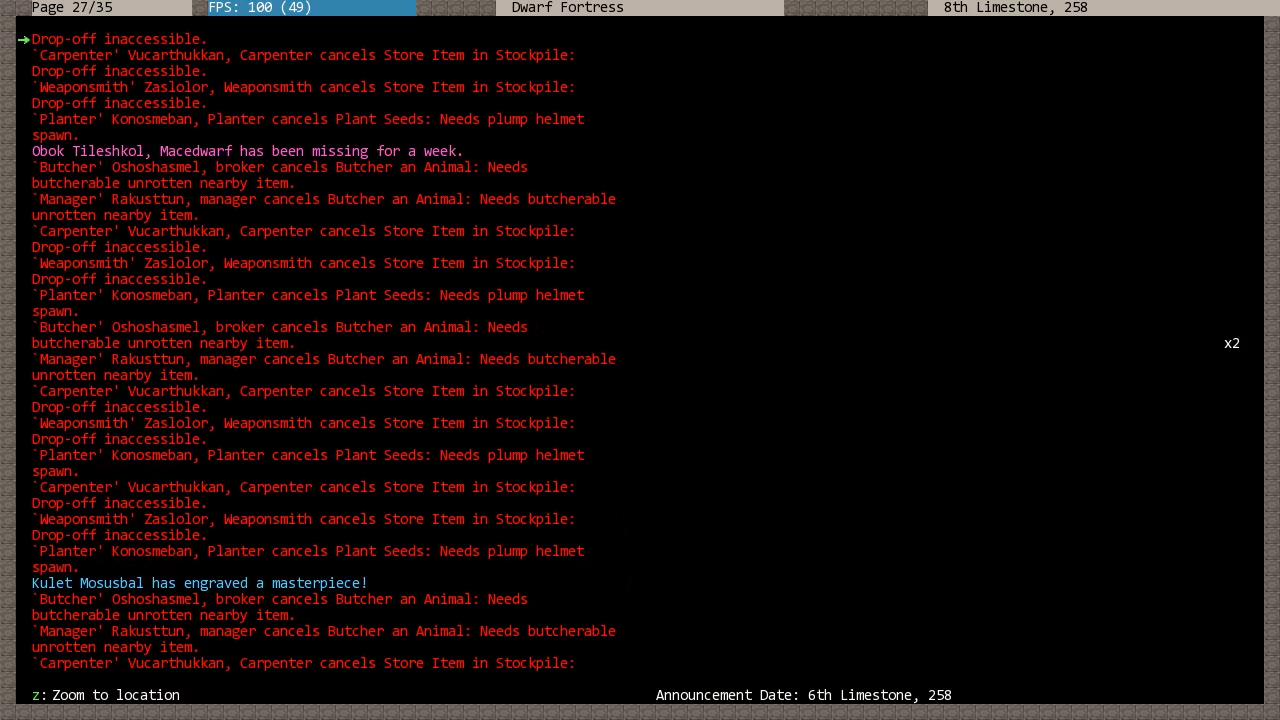 Page 27/35 FPS: 100 (49) Dwarf Fortress 8th Limestone, 258
→Drop-off inaccessible.
`Carpenter' Vucarthukkan, Carpenter cancels Store Item in Stockpile:
Drop-off inaccessible.
`Weaponsmith' Zaslolor, Weaponsmith cancels Store Item in Stockpile:
Drop-off inaccessible.
`Planter' Konosmeban, Planter cancels Plant Seeds: Needs plump helmet
spawn.
Obok Tileshkol, Macedwarf has been missing for a week.
`Butcher' Oshoshasmel, broker cancels Butcher an Animal: Needs
butcherable unrotten nearby item.
`Manager' Rakusttun, manager cancels Butcher an Animal: Needs butcherable
unrotten nearby item.
`Carpenter' Vucarthukkan, Carpenter cancels Store Item in Stockpile:
Drop-off inaccessible.
`Weaponsmith' Zaslolor, Weaponsmith cancels Store Item in Stockpile:
Drop-off inaccessible.
`Planter' Konosmeban, Planter cancels Plant Seeds: Needs plump helmet
spawn.
`Butcher' Oshoshasmel, broker cancels Butcher an Animal: Needs
butcherable unrotten nearby item. x2
`Manager' Rakusttun, manager cancels Butcher an Animal: Needs butcherable
unrotten nearby item.
`Carpenter' Vucarthukkan, Carpenter cancels Store Item in Stockpile:
Drop-off inaccessible.
`Weaponsmith' Zaslolor, Weaponsmith cancels Store Item in Stockpile:
Drop-off inaccessible.
`Planter' Konosmeban, Planter cancels Plant Seeds: Needs plump helmet
spawn.
`Carpenter' Vucarthukkan, Carpenter cancels Store Item in Stockpile:
Drop-off inaccessible.
`Weaponsmith' Zaslolor, Weaponsmith cancels Store Item in Stockpile:
Drop-off inaccessible.
`Planter' Konosmeban, Planter cancels Plant Seeds: Needs plump helmet
spawn.
Kulet Mosusbal has engraved a masterpiece!
`Butcher' Oshoshasmel, broker cancels Butcher an Animal: Needs
butcherable unrotten nearby item.
`Manager' Rakusttun, manager cancels Butcher an Animal: Needs butcherable
unrotten nearby item.
`Carpenter' Vucarthukkan, Carpenter cancels Store Item in Stockpile:
z: Zoom to location Announcement Date: 6th Limestone, 258